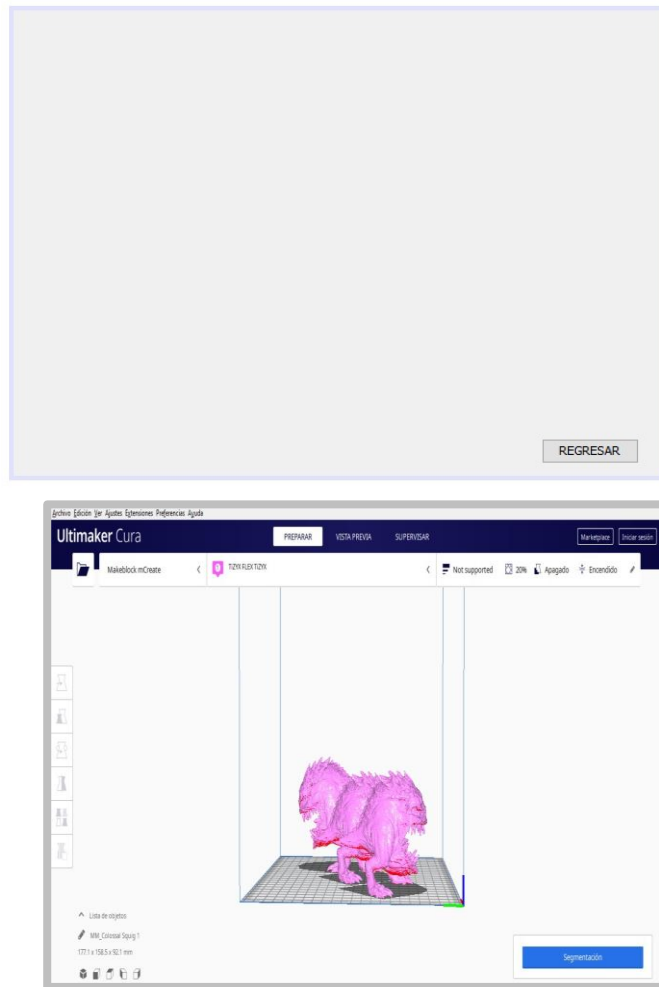 REGRESAR
Archivo Edición Ver Ajustes Extensiones Preferencias Ayuda
Ultimaker Cura PREPARAR VISTA PREVIA SUPERVISAR Marketplace Iniciar sesión
Makeblock mCreate TIZYX FLEX TIZYX Not supported 20% Apagado Encendido
Lista de objetos
MM_Colossal Squig 1
177.1 x 158.5 x 92.1 mm
Segmentación